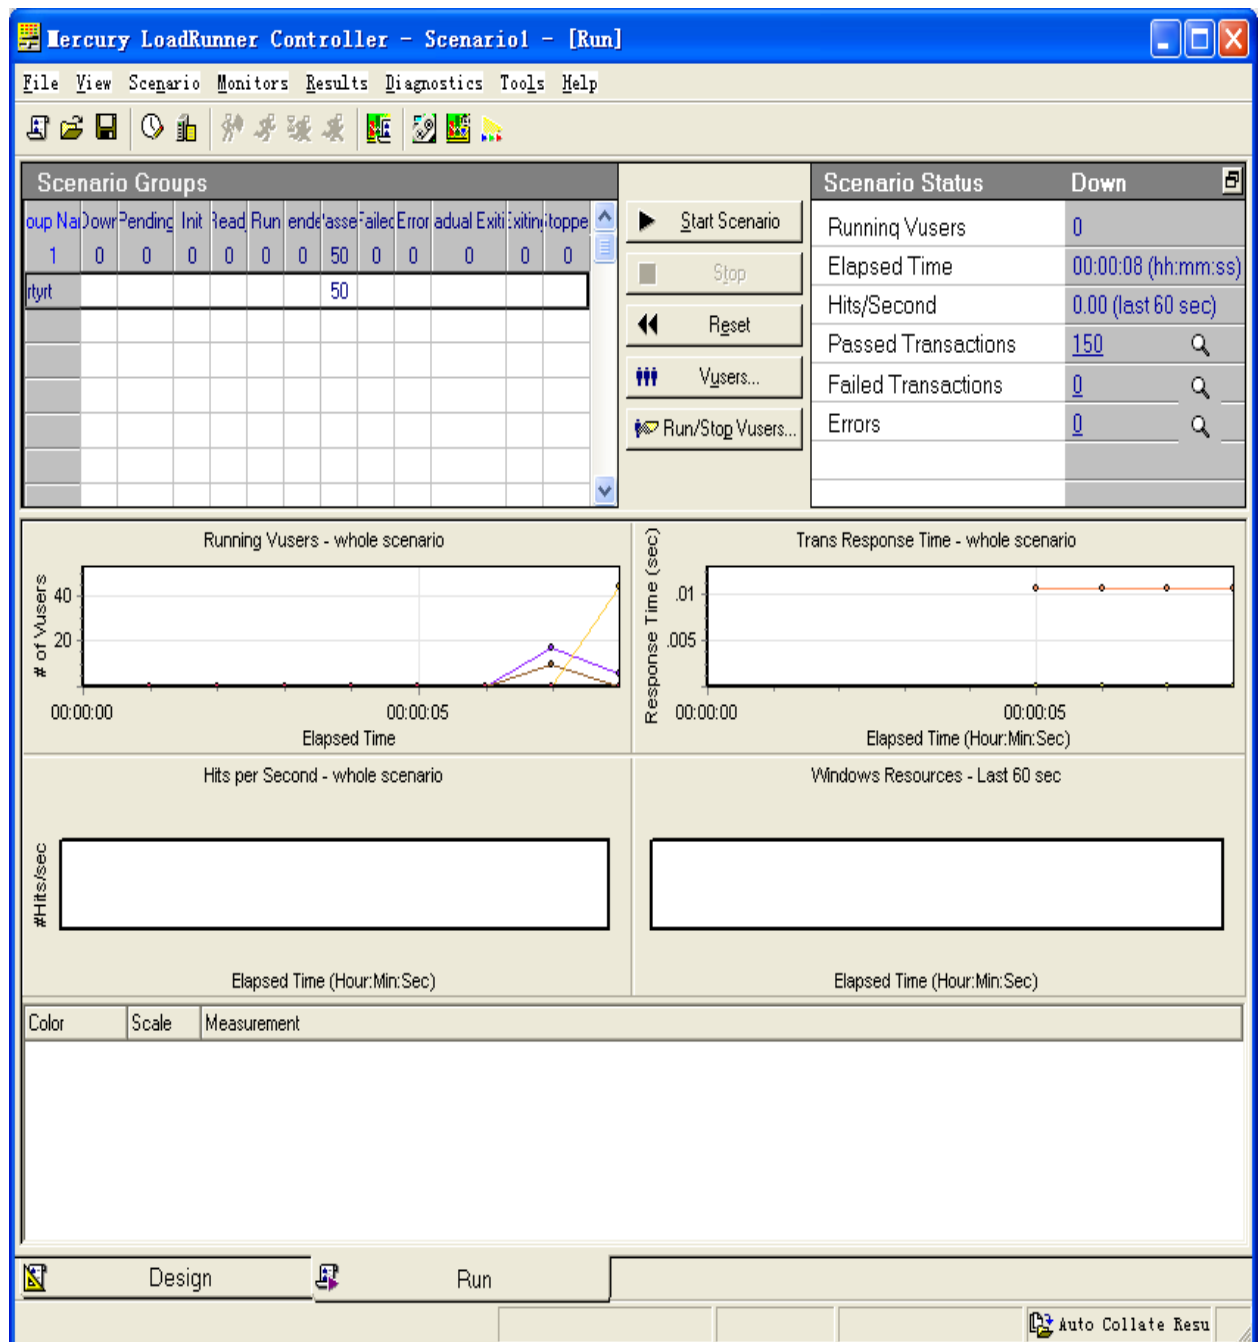 Mercury LoadRunner Controller - Scenario1 - [Run]
File View Scenario Monitors Results Diagnostics Tools Help
Scenario Groups
oup Nai Down Pending Init Read Run ende 'asse Failed Error adual Exiti Exiting toppe
1 0 0 0 0 0 0 50 0 0 0 0 0
rtyrt 50
Start Scenario
Stop
Reset
Vusers...
Run/Stop Vusers...
Scenario Status Down
Running Vusers 0
Elapsed Time 00:00:08 (hh:mm:ss)
Hits/Second 0.00 (last 60 sec)
Passed Transactions 150
Failed Transactions 0
Errors 0
Running Vusers - whole scenario
# of Vusers
40
20
00:00:00 00:00:05
Elapsed Time
Trans Response Time - whole scenario
Response Time (sec)
.01
.005
00:00:00 00:00:05
Elapsed Time (Hour:Min:Sec)
Hits per Second - whole scenario
#Hits/sec
Elapsed Time (Hour:Min:Sec)
Windows Resources - Last 60 sec
Elapsed Time (Hour:Min:Sec)
Color Scale Measurement
Design Run
Auto Collate Resu